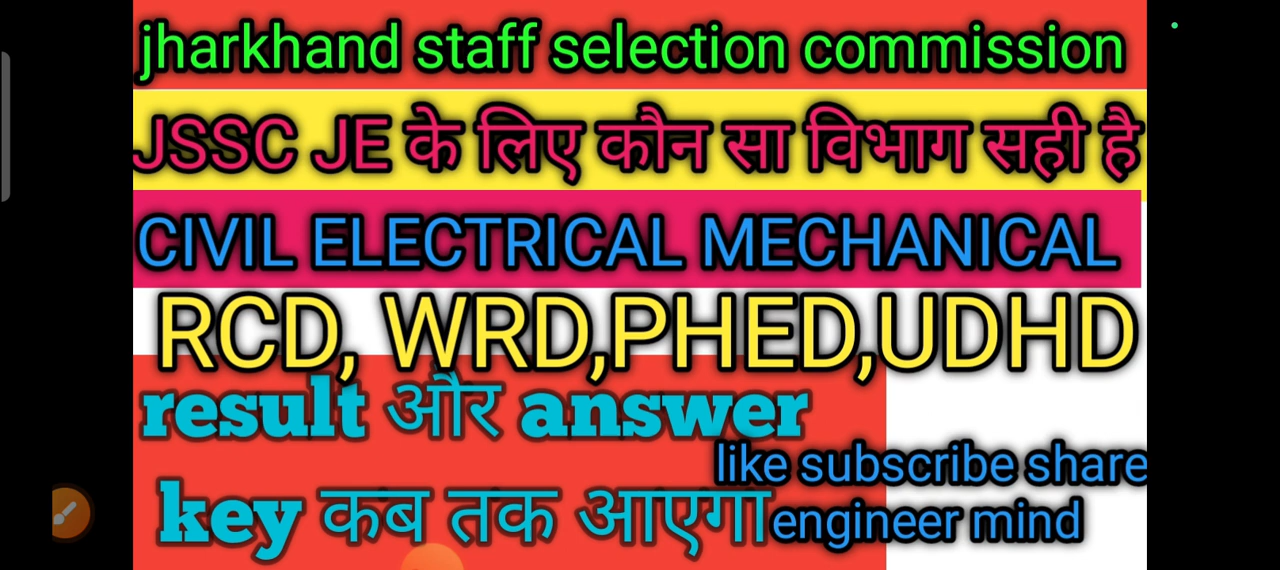 jharkhand staff selection commission
JSSC JE के लिए कौन सा विभाग सही है
CIVIL ELECTRICAL MECHANICAL
RCD, WRD,PHED,UDHD
result और answer
key कब तक आएगा
like subscribe share
engineer mind